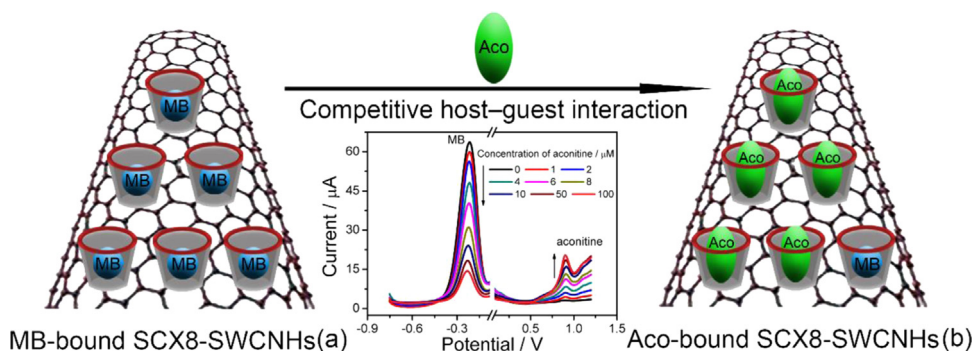 Aco
Competitive host–guest interaction
MB
MB
MB
MB
MB
MB
MB-bound SCX8-SWCNHs(a)
MB
Concentration of aconitine / μM
0 1 2
4 6 8
10 50 100
aconitine
Current / μA
60
45
30
15
0
-0.9 -0.3 0.5 1.0 1.5
Potential / V
Aco
Aco
Aco
Aco
Aco
MB
Aco-bound SCX8-SWCNHs(b)